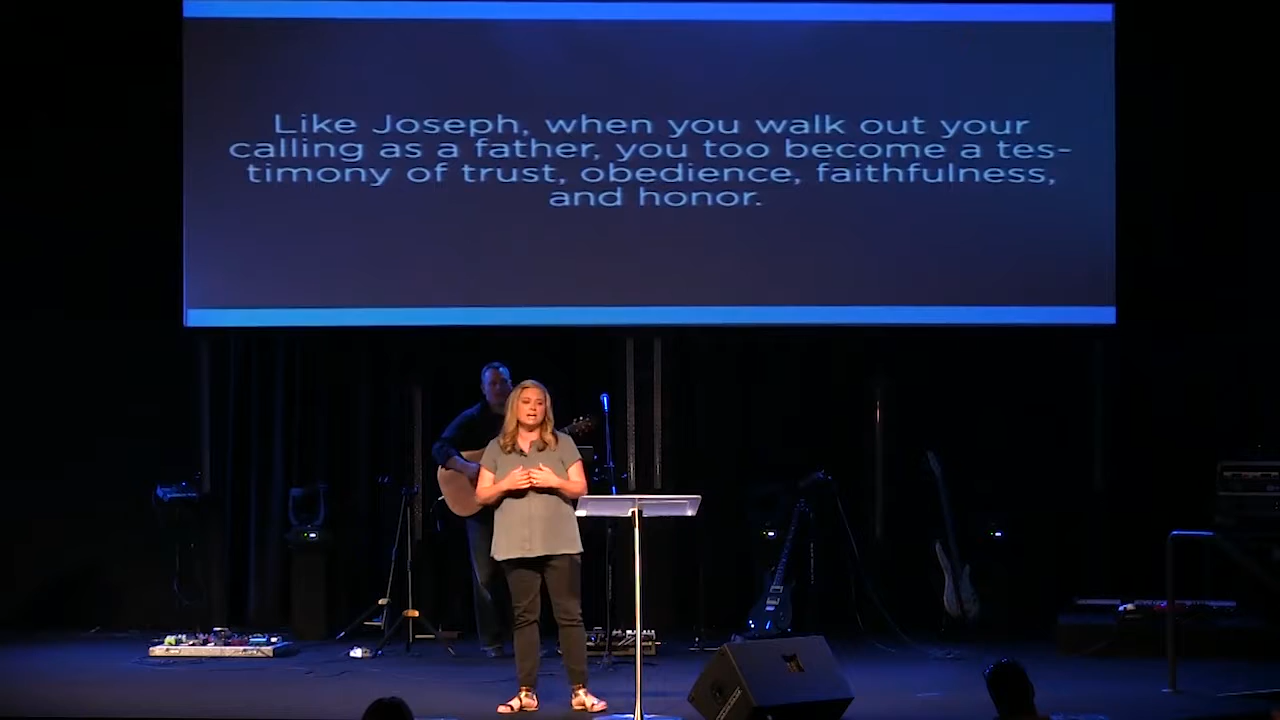 Like Joseph, when you walk out your
calling as a father, you too become a tes-
timony of trust, obedience, faithfulness,
and honor.